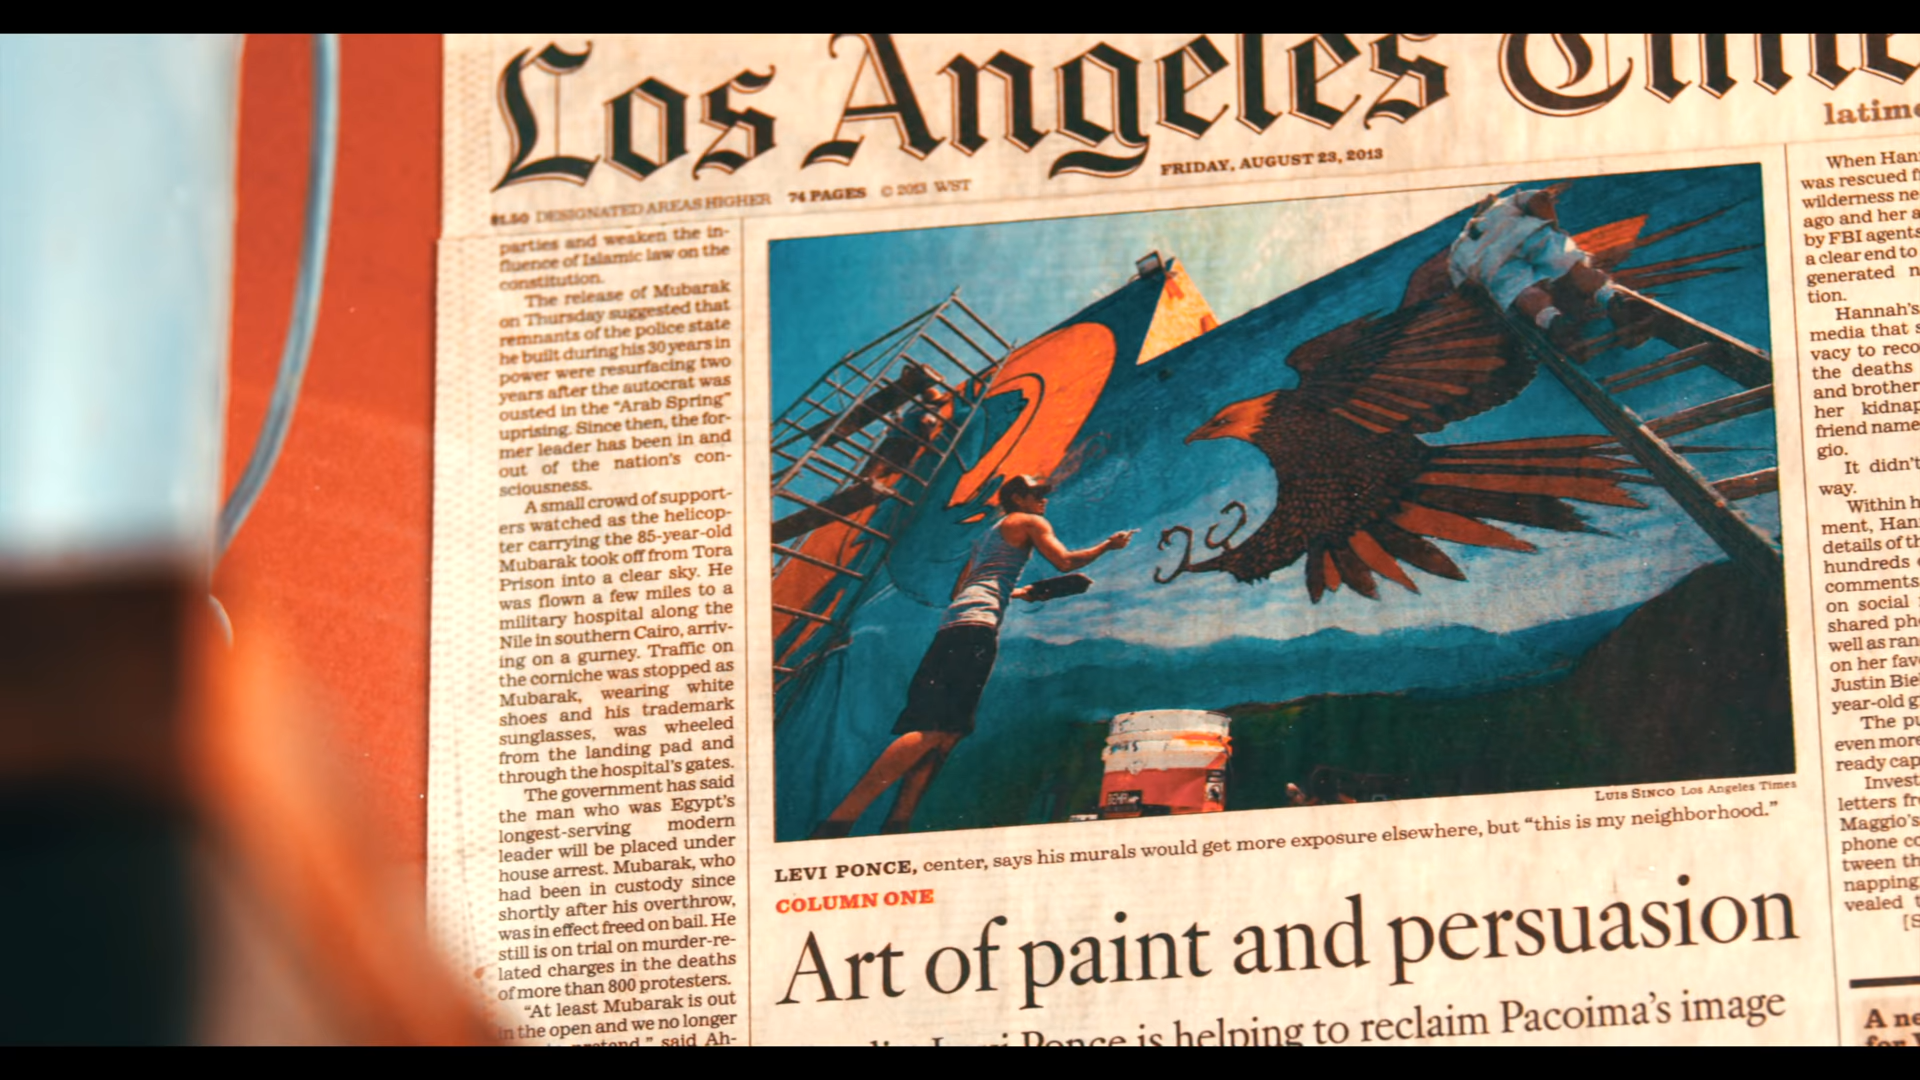 Los Angeles
latim
FRIDAY, AUGUST 23, 2013
$1.50 DESIGNATED AREAS HIGHER 74 PAGES © 2013 WST
parties and weaken the in-
fluence of Islamic law on the
constitution.
The release of Mubarak
on Thursday suggested that
remnants of the police state
he built during his 30 years in
power were resurfacing two
years after the autocrat was
ousted in the “Arab Spring”
uprising. Since then, the for-
mer leader has been in and
out of the nation’s con-
sciousness.
A small crowd of support-
ers watched as the helicop-
ter carrying the 85-year-old
Mubarak took off from Tora
Prison into a clear sky. He
was flown a few miles to a
military hospital along the
Nile in southern Cairo, arriv-
ing on a gurney. Traffic on
the corniche was stopped as
Mubarak, wearing white
shoes and his trademark
sunglasses, was wheeled
from the landing pad and
through the hospital’s gates.
The government has said
the man who was Egypt’s
longest-serving modern
leader will be placed under
house arrest. Mubarak, who
had been in custody since
shortly after his overthrow,
was in effect freed on bail. He
still is on trial on murder-re-
lated charges in the deaths
of more than 800 protesters.
“At least Mubarak is out
in the open and we no longer
said Ah-
BEHR
LUIS SINCO Los Angeles Times
LEVI PONCE, center, says his murals would get more exposure elsewhere, but “this is my neighborhood.”
COLUMN ONE
Art of paint and persuasion
Ponce is helping to reclaim Pacoima’s image
When Han
was rescued f
wilderness ne
ago and her a
by FBI agents
a clear end to
generated n
tion.
Hannah’s
media that s
vacy to reco
the deaths
and brother
her kidnap
friend name
gio.
It didn’t
way.
Within h
ment, Han
details of th
hundreds
comments
on social
shared pho
well as ran
on her favo
Justin Bie
year-old g
The pu
even more
ready cap
Invest
letters fr
Maggio’s
phone co
tween th
napping
vealed t
[S
A ne
for